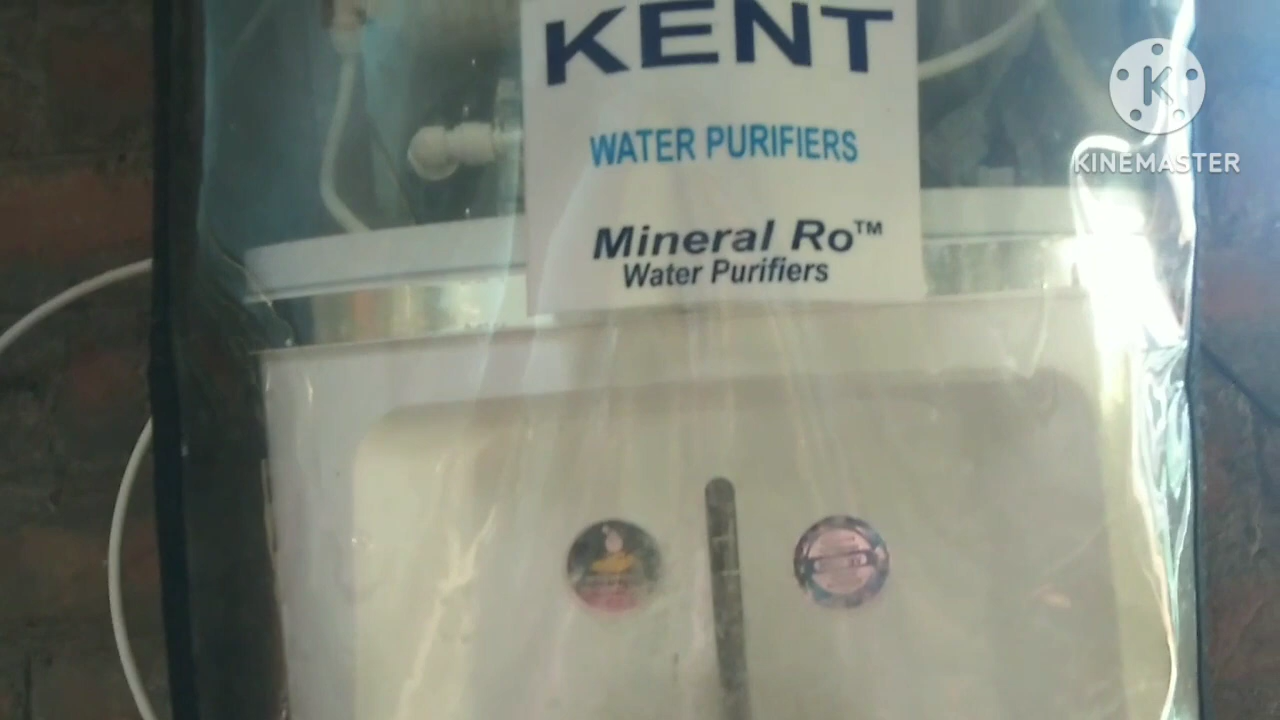 KENT
WATER PURIFIERS
Mineral Ro™
Water Purifiers
K
KINEMASTER